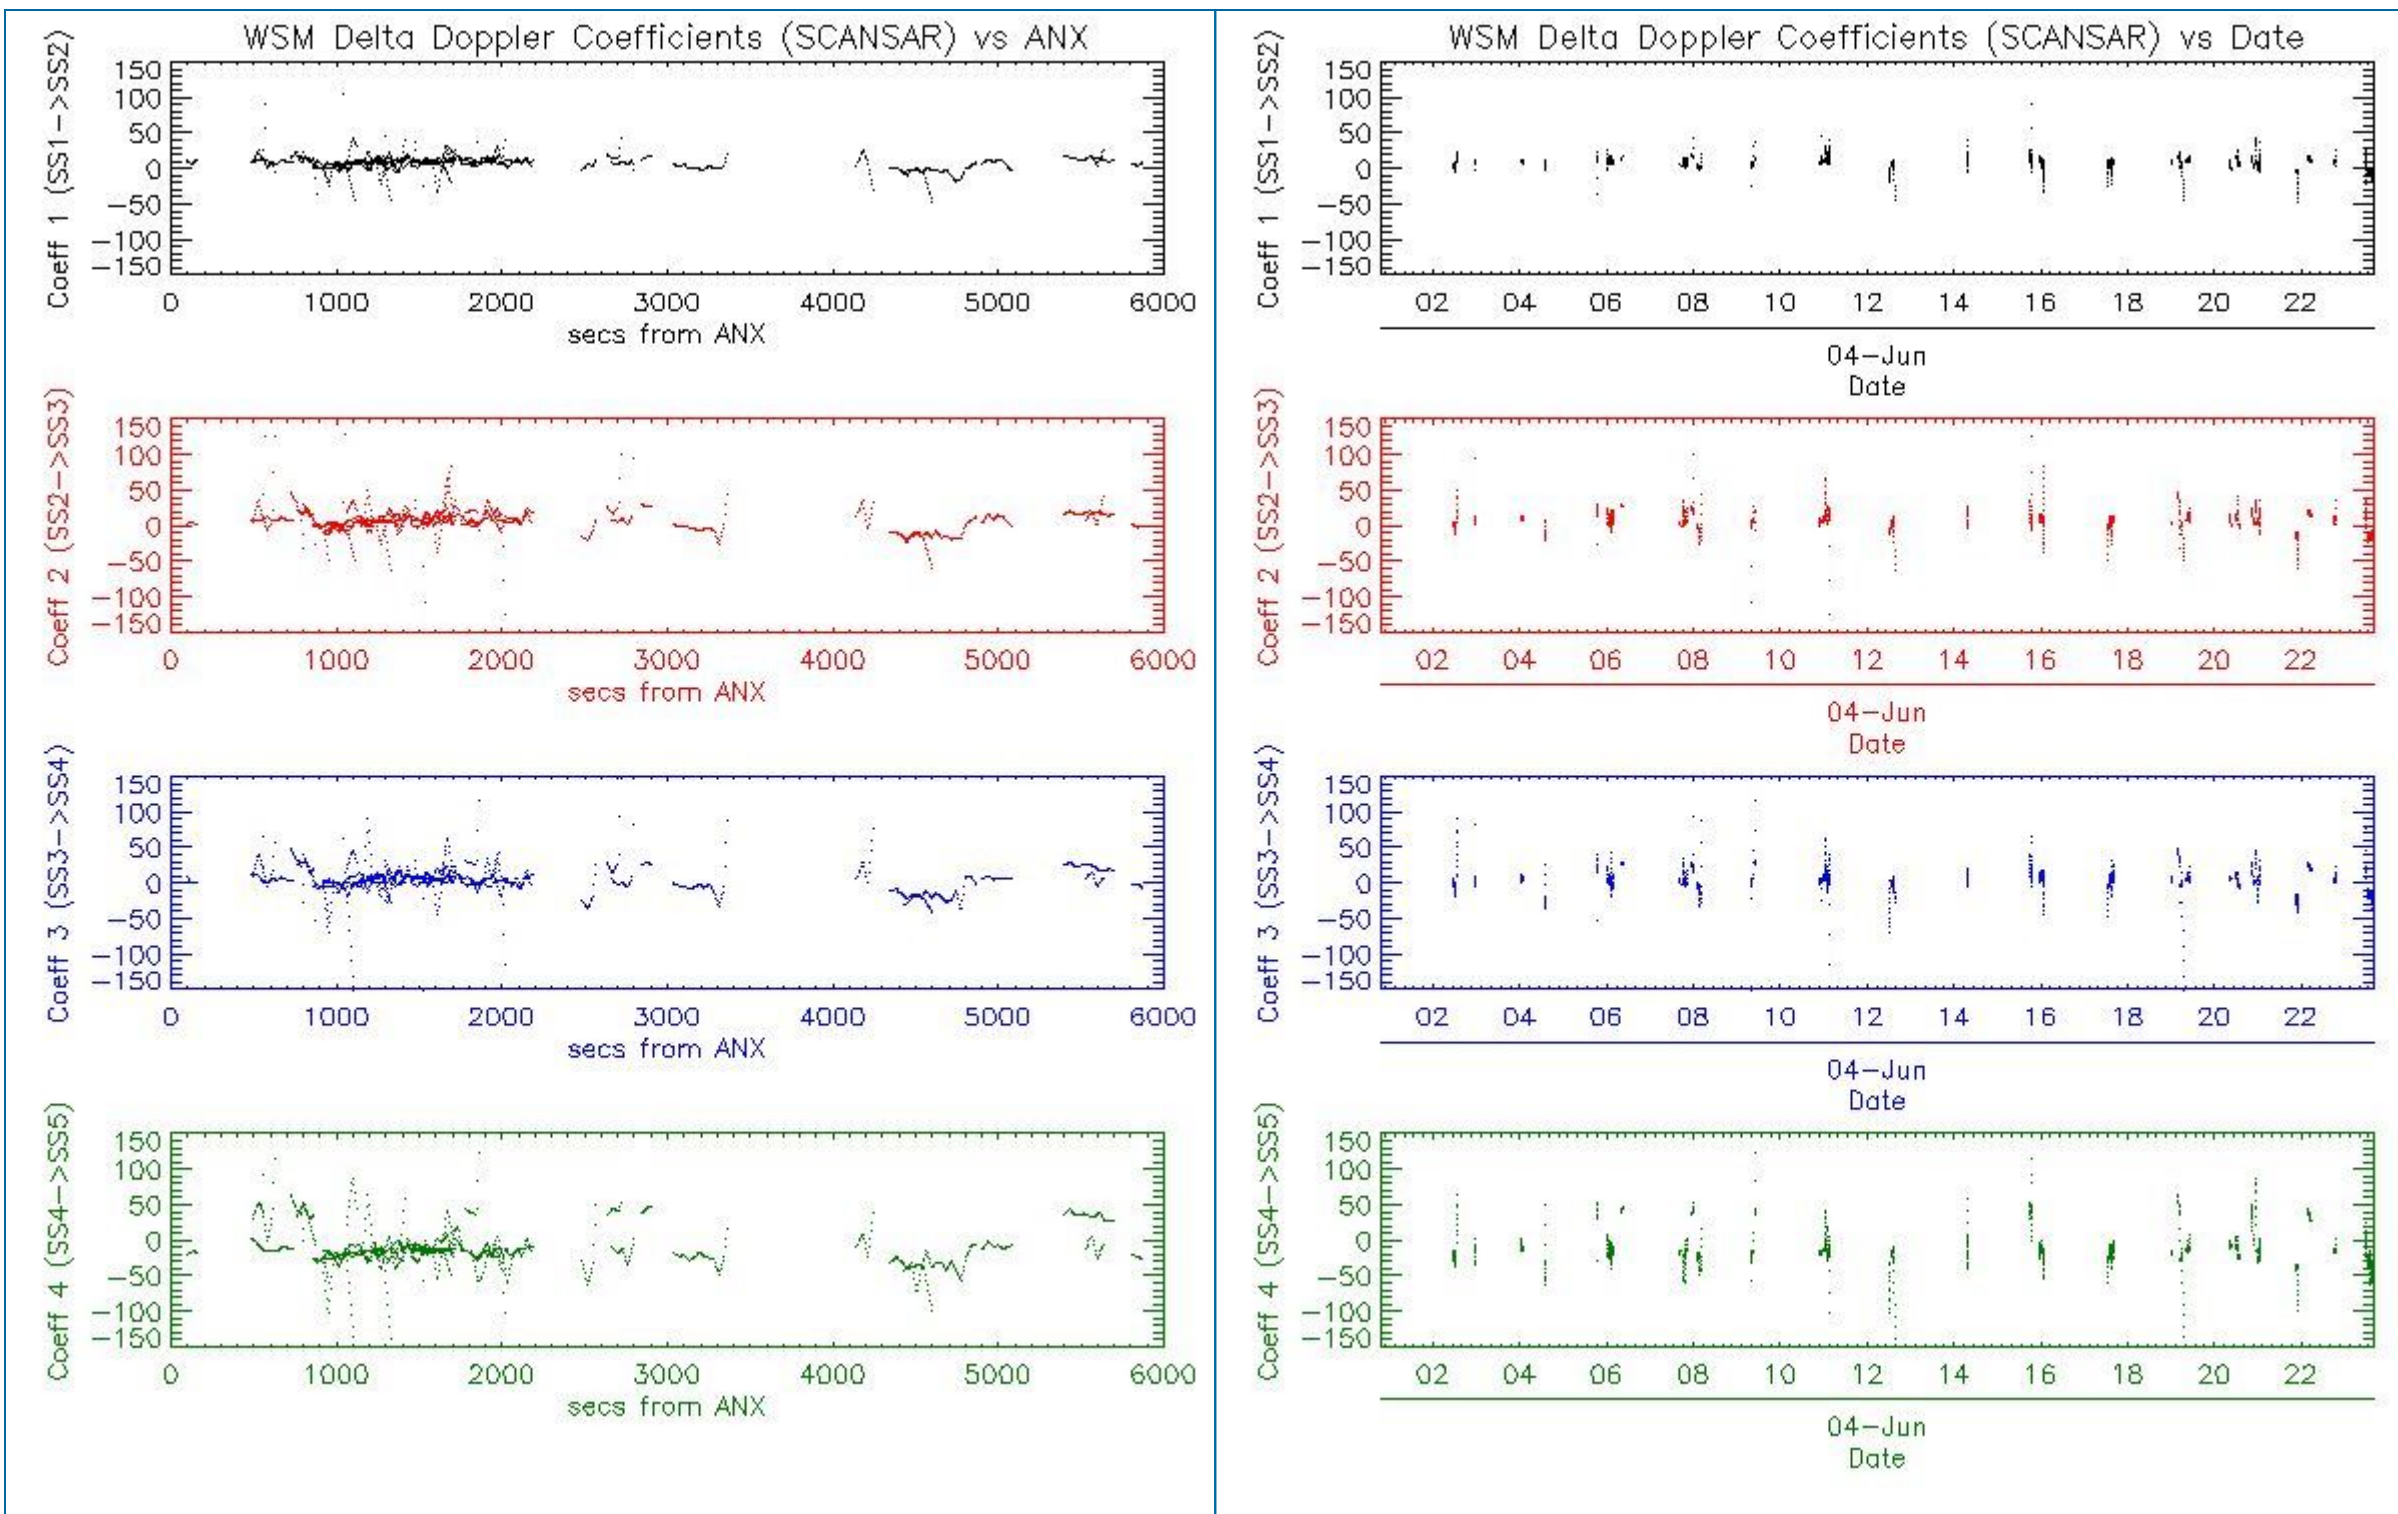 WSM Delta Doppler Coefficients (SCANSAR) vs ANX
Coeff 1 (SS1->SS2)
150
100
50
0
-50
-100
-150
0 1000 2000 3000 4000 5000 6000
secs from ANX
Coeff 2 (SS2->SS3)
150
100
50
0
-50
-100
-150
0 1000 2000 3000 4000 5000 6000
secs from ANX
Coeff 3 (SS3->SS4)
150
100
50
0
-50
-100
-150
0 1000 2000 3000 4000 5000 6000
secs from ANX
Coeff 4 (SS4->SS5)
150
100
50
0
-50
-100
-150
0 1000 2000 3000 4000 5000 6000
secs from ANX
WSM Delta Doppler Coefficients (SCANSAR) vs Date
Coeff 1 (SS1->SS2)
150
100
50
0
-50
-100
-150
02 04 06 08 10 12 14 16 18 20 22
04-Jun
Date
Coeff 2 (SS2->SS3)
150
100
50
0
-50
-100
-150
02 04 06 08 10 12 14 16 18 20 22
04-Jun
Date
Coeff 3 (SS3->SS4)
150
100
50
0
-50
-100
-150
02 04 06 08 10 12 14 16 18 20 22
04-Jun
Date
Coeff 4 (SS4->SS5)
150
100
50
0
-50
-100
-150
02 04 06 08 10 12 14 16 18 20 22
04-Jun
Date